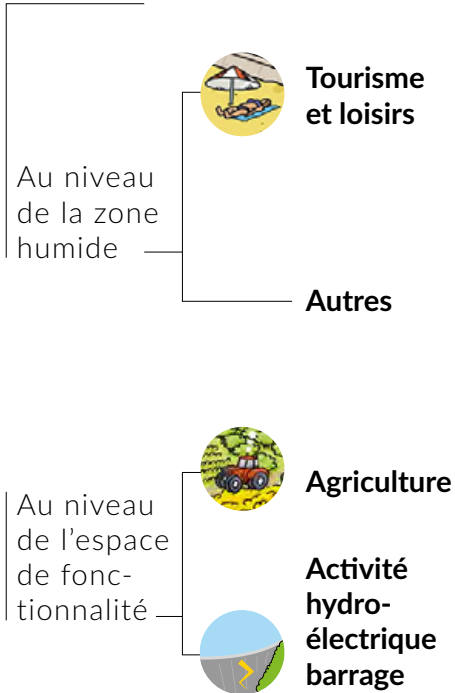 Tourisme
et loisirs
Au niveau
de la zone
humide
Autres
Agriculture
Au niveau
de l'espace
de fonc-
tionnalité
Activité
hydro-
électrique
barrage